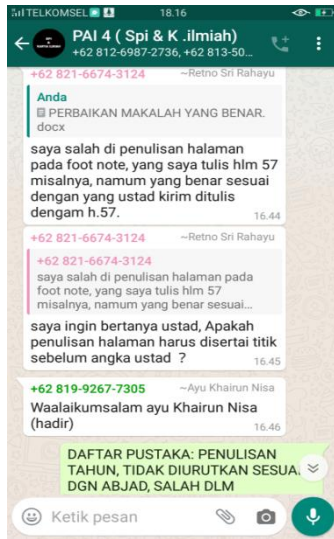 TELKOMSEL
18.16
PAI 4 ( Spi & K .ilmiah)
+62 812-6987-2736, +62 813-50...
+62 821-6674-3124 ~Retno Sri Rahayu
Anda
PERBAIKAN MAKALAH YANG BENAR.
docx
saya salah di penulisan halaman
pada foot note, yang saya tulis hlm 57
misalnya, namum yang benar sesuai
dengan yang ustad kirim ditulis
dengam h.57.
16.44
+62 821-6674-3124 ~Retno Sri Rahayu
+62 821-6674-3124
saya salah di penulisan halaman pada
foot note, yang saya tulis hlm 57
misalnya, namum yang benar sesuai...
saya ingin bertanya ustad, Apakah
penulisan halaman harus disertai titik
sebelum angka ustad ?
16.45
+62 819-9267-7305 ~Ayu Khairun Nisa
Waalaikumsalam ayu Khairun Nisa
(hadir)
16.46
DAFTAR PUSTAKA: PENULISAN
TAHUN, TIDAK DIURUTKAN SESUA
DGN ABJAD, SALAH DLM
Ketik pesan